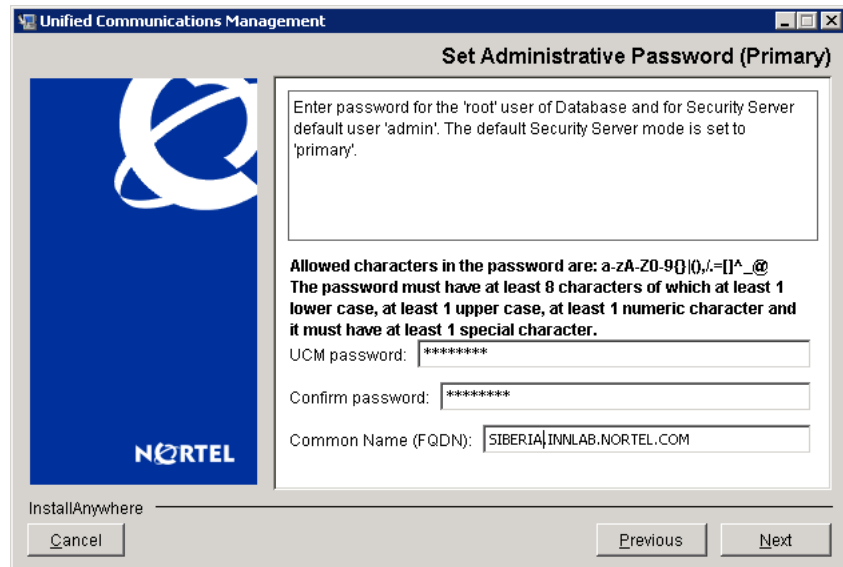 Unified Communications Management
Set Administrative Password (Primary)
Enter password for the 'root' user of Database and for Security Server
default user 'admin'. The default Security Server mode is set to
'primary'.
Allowed characters in the password are: a-zA-Z0-9{}|(),/.=[]^_@
The password must have at least 8 characters of which at least 1
lower case, at least 1 upper case, at least 1 numeric character and
it must have at least 1 special character.
UCM password: ********
Confirm password: ********
Common Name (FQDN): SIBERIA.INNLAB.NORTEL.COM
NORTEL
InstallAnywhere
Cancel
Previous
Next